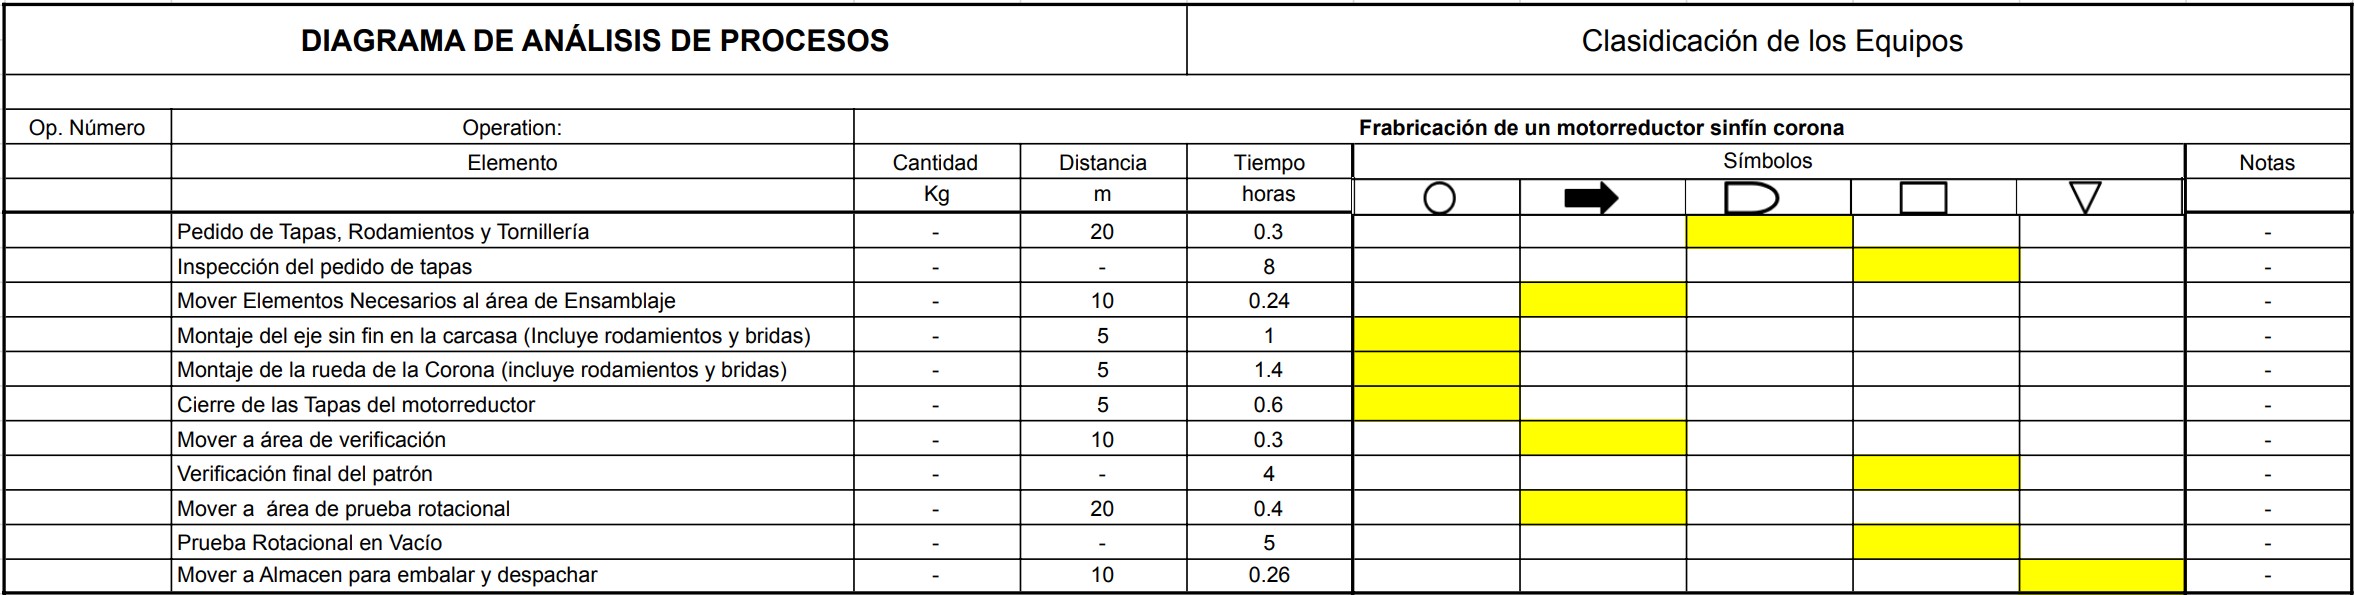 DIAGRAMA DE ANÁLISIS DE PROCESOS Clasidicación de los Equipos
Op. Número Operation: Frabricación de un motorreductor sinfín corona
Elemento Cantidad Distancia Tiempo Símbolos Notas
Kg m horas
Pedido de Tapas, Rodamientos y Tornillería - 20 0.3 -
Inspección del pedido de tapas - - 8 -
Mover Elementos Necesarios al área de Ensamblaje - 10 0.24 -
Montaje del eje sin fin en la carcasa (Incluye rodamientos y bridas) - 5 1 -
Montaje de la rueda de la Corona (incluye rodamientos y bridas) - 5 1.4 -
Cierre de las Tapas del motorreductor - 5 0.6 -
Mover a área de verificación - 10 0.3 -
Verificación final del patrón - - 4 -
Mover a  área de prueba rotacional - 20 0.4 -
Prueba Rotacional en Vacío - - 5 -
Mover a Almacen para embalar y despachar - 10 0.26 -